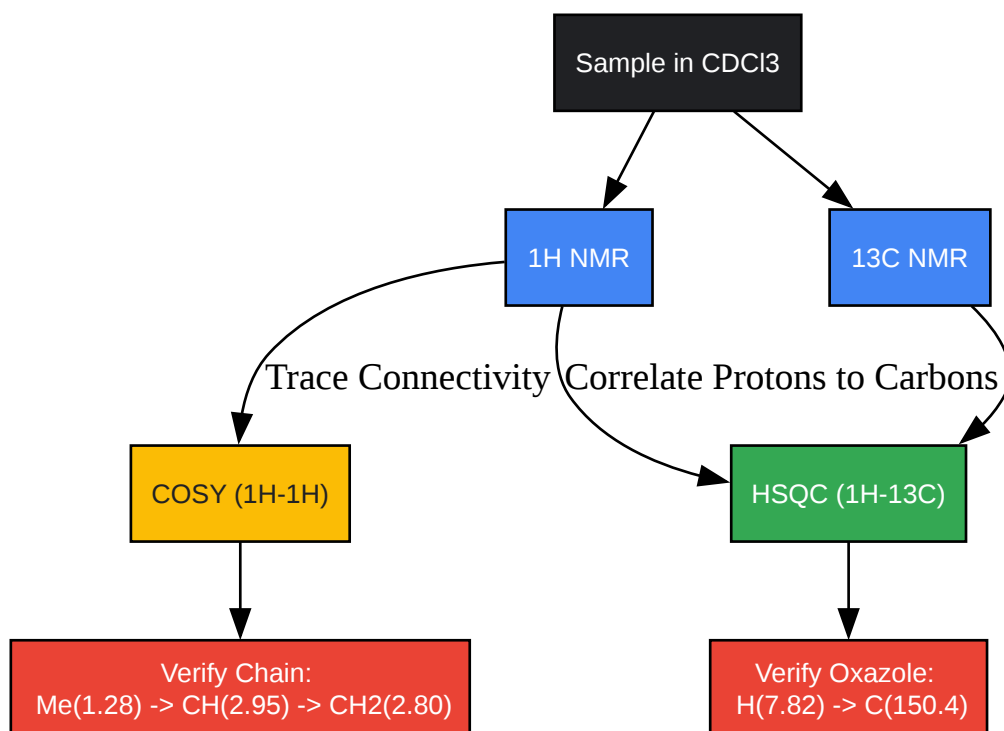 Sample in CDCl3
1H NMR
13C NMR
Trace Connectivity
Correlate Protons to Carbons
COSY (1H-1H)
HSQC (1H-13C)
Verify Chain:
Me(1.28) -> CH(2.95) -> CH2(2.80)
Verify Oxazole:
H(7.82) -> C(150.4)